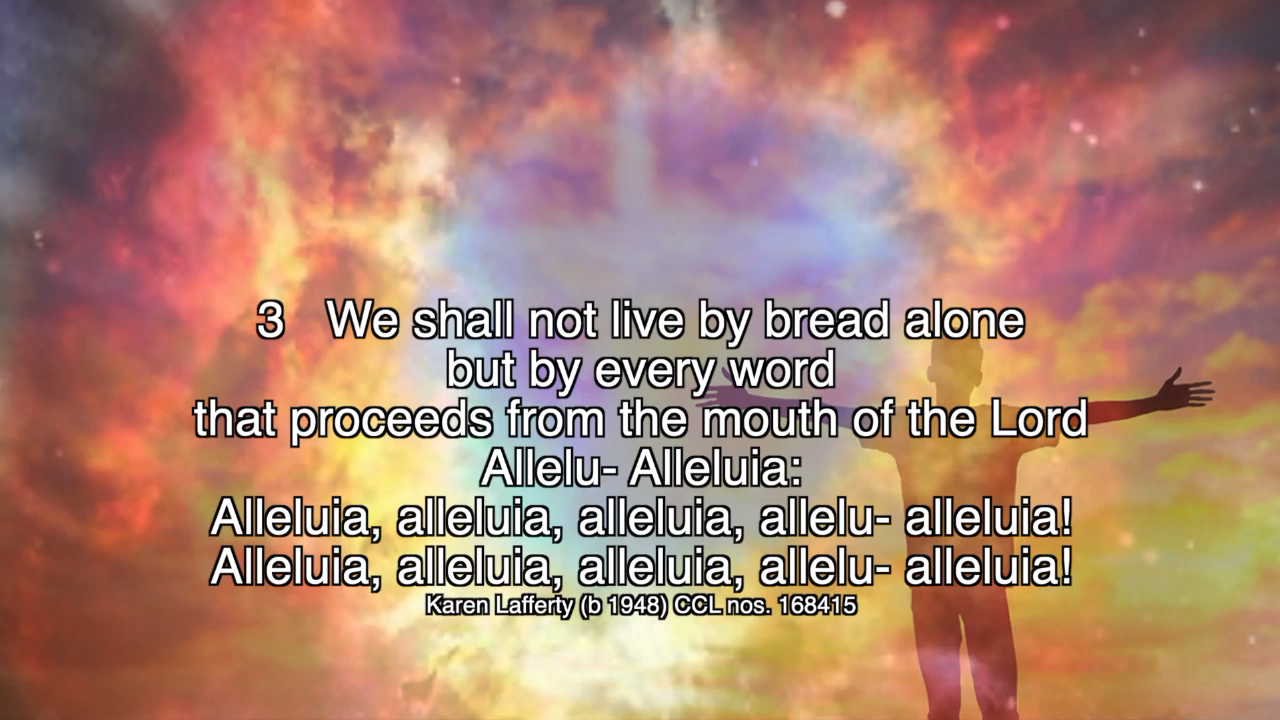 3 We shall not live by bread alone
but by every word
that proceeds from the mouth of the Lord
Allelu- Alleluia:
Alleluia, alleluia, alleluia, allelu- alleluia!
Alleluia, alleluia, alleluia, allelu- alleluia!
Karen Lafferty (b 1948) CCL nos. 168415